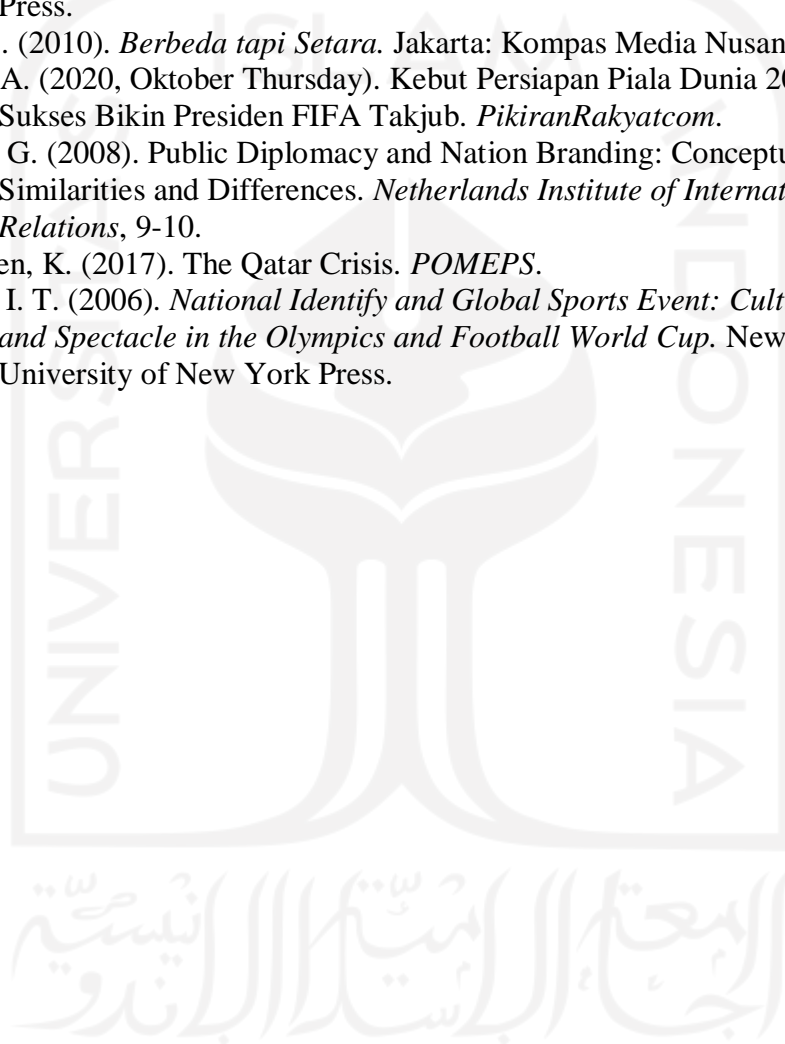 Press.
. (2010). Berbeda tapi Setara. Jakarta: Kompas Media Nusan
A. (2020, Oktober Thursday). Kebut Persiapan Piala Dunia 20
Sukses Bikin Presiden FIFA Takjub. PikiranRakyatcom.
G. (2008). Public Diplomacy and Nation Branding: Conceptu
Similarities and Differences. Netherlands Institute of Internat
Relations, 9-10.
en, K. (2017). The Qatar Crisis. POMEPS.
I. T. (2006). National Identify and Global Sports Event: Cult
and Spectacle in the Olympics and Football World Cup. New
University of New York Press.
ISLAM
UNIVERSITAS
INDONESIA